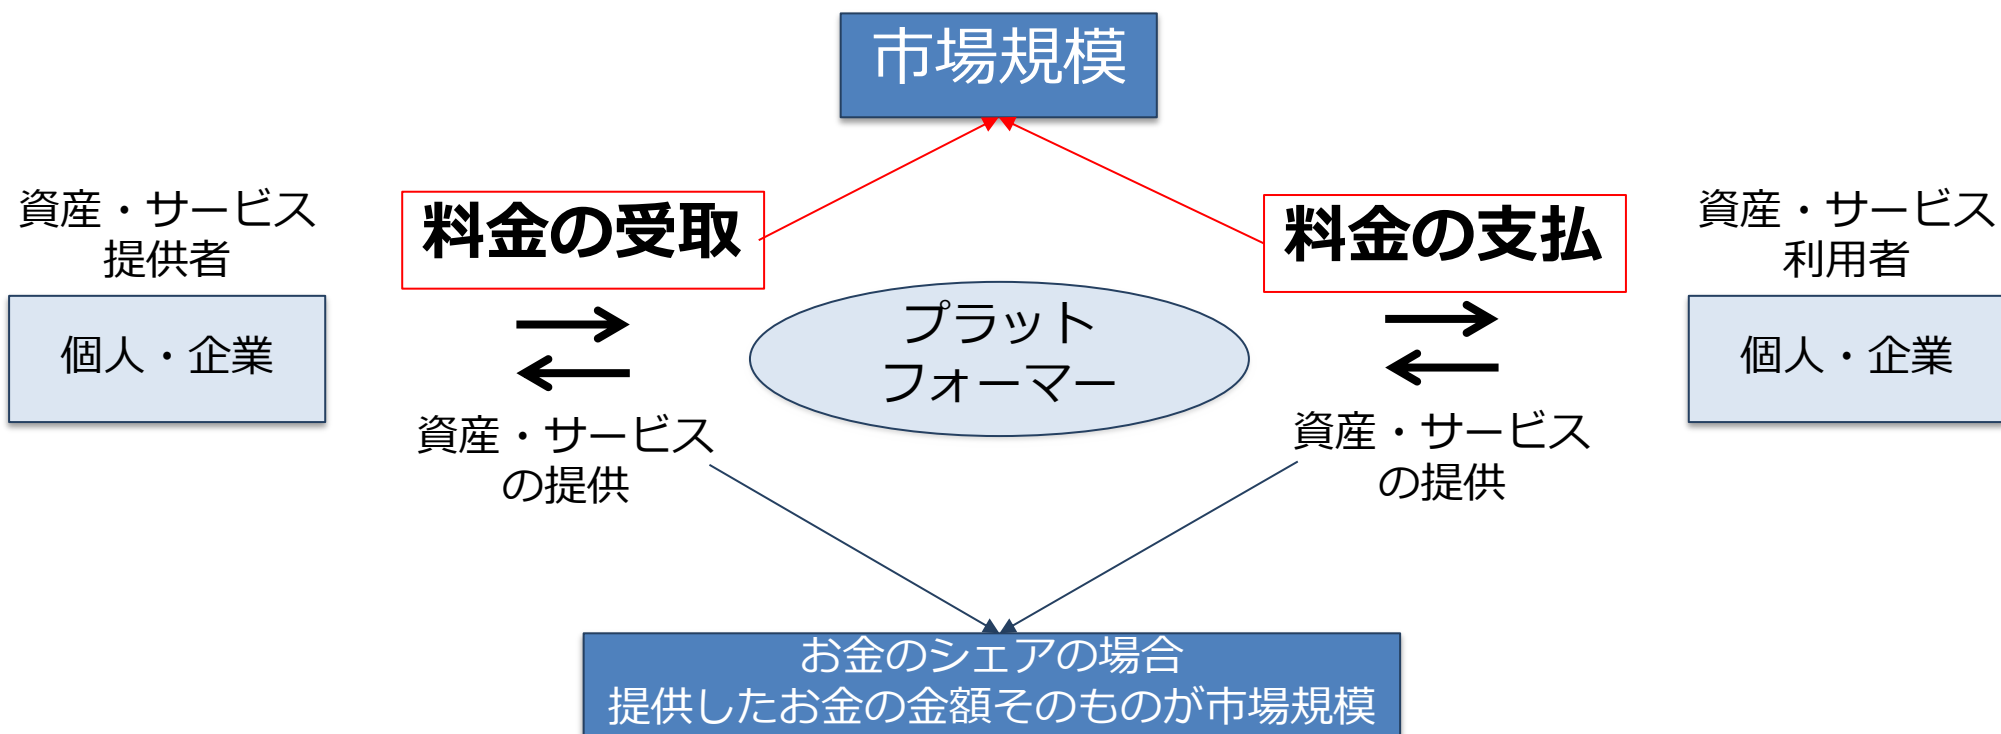 市場規模
資産・サービス
提供者
料金の受取
料金の支払
資産・サービス
利用者
個人・企業
プラット
フォーマー
個人・企業
資産・サービス
の提供
資産・サービス
の提供
お金のシェアの場合
提供したお金の金額そのものが市場規模